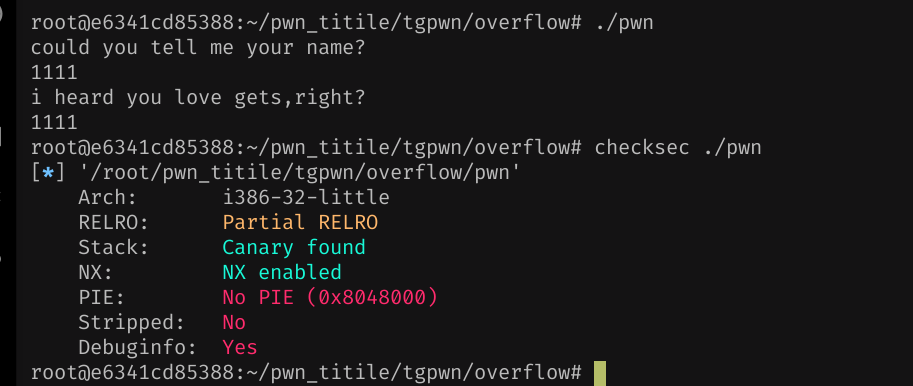 root@e6341cd85388:~/pwn_titile/tgpwn/overflow# ./pwn
could you tell me your name?
1111
i heard you love gets,right?
1111
root@e6341cd85388:~/pwn_titile/tgpwn/overflow# checksec ./pwn
[*] '/root/pwn_titile/tgpwn/overflow/pwn'
    Arch:       i386-32-little
    RELRO:      Partial RELRO
    Stack:      Canary found
    NX:         NX enabled
    PIE:        No PIE (0x8048000)
    Stripped:   No
    Debuginfo:  Yes
root@e6341cd85388:~/pwn_titile/tgpwn/overflow#